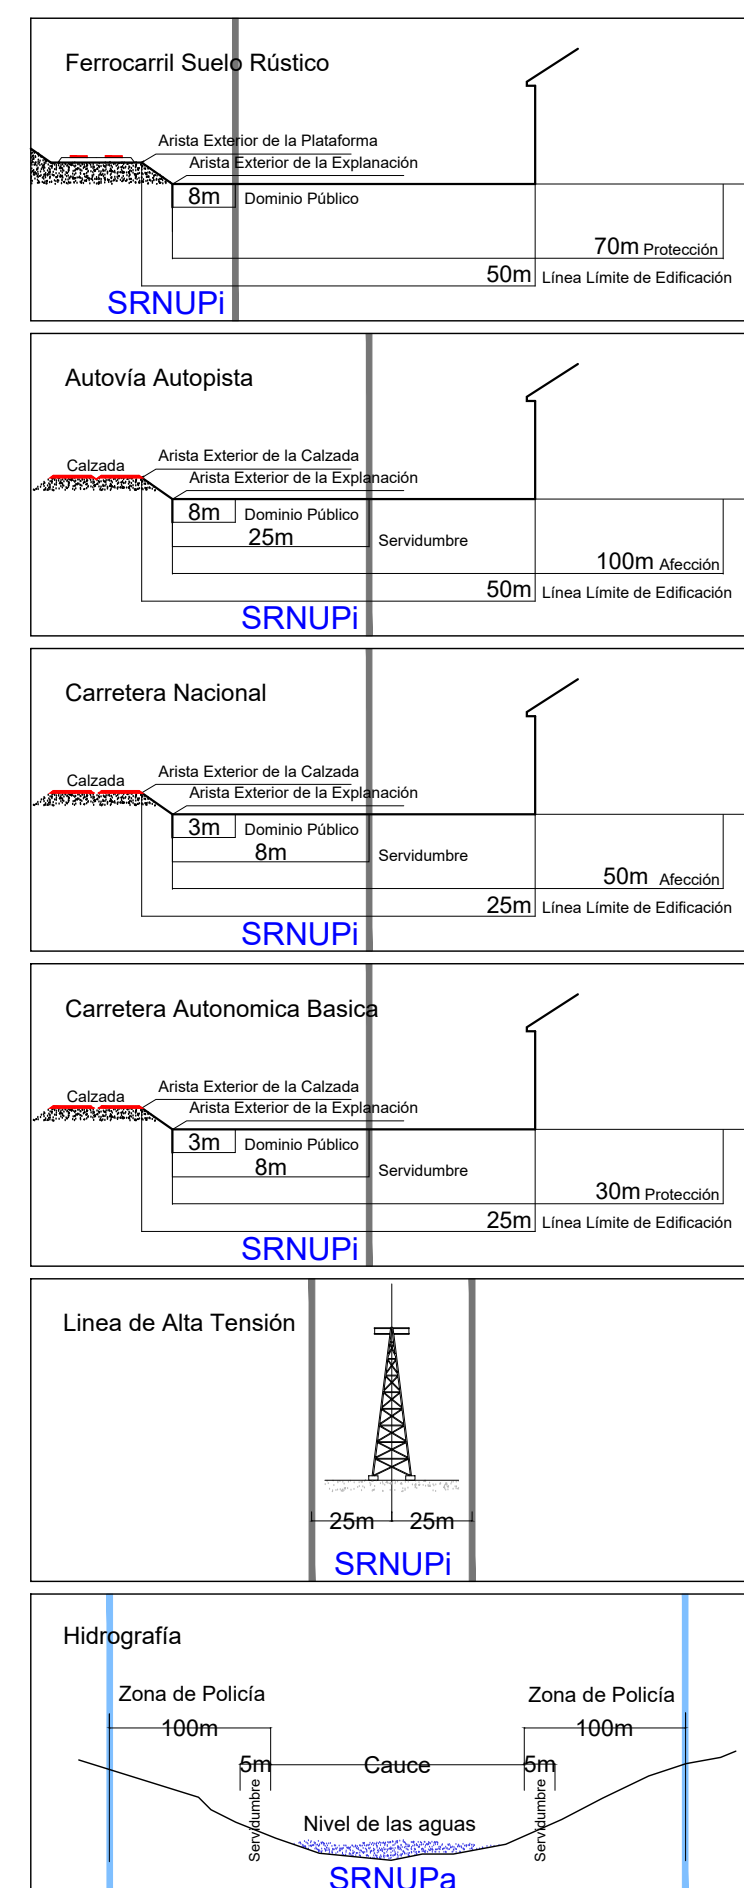 Ferrocarril Suelo Rústico
Arista Exterior de la Plataforma
Arista Exterior de la Explanación
8m Dominio Público
70m Protección
50m Línea Límite de Edificación
SRNUPi
Autovía Autopista
Calzada
Arista Exterior de la Calzada
Arista Exterior de la Explanación
8m Dominio Público
25m Servidumbre
100m Afección
50m Línea Límite de Edificación
SRNUPi
Carretera Nacional
Calzada
Arista Exterior de la Calzada
Arista Exterior de la Explanación
3m Dominio Público
8m Servidumbre
50m Afección
25m Línea Límite de Edificación
SRNUPi
Carretera Autonomica Basica
Calzada
Arista Exterior de la Calzada
Arista Exterior de la Explanación
3m Dominio Público
8m Servidumbre
30m Protección
25m Línea Límite de Edificación
SRNUPi
Linea de Alta Tensión
25m 25m
SRNUPi
Hidrografía
Zona de Policía Zona de Policía
100m 100m
5m Cauce 5m
Servidumbre Servidumbre
Nivel de las aguas
SRNUPa